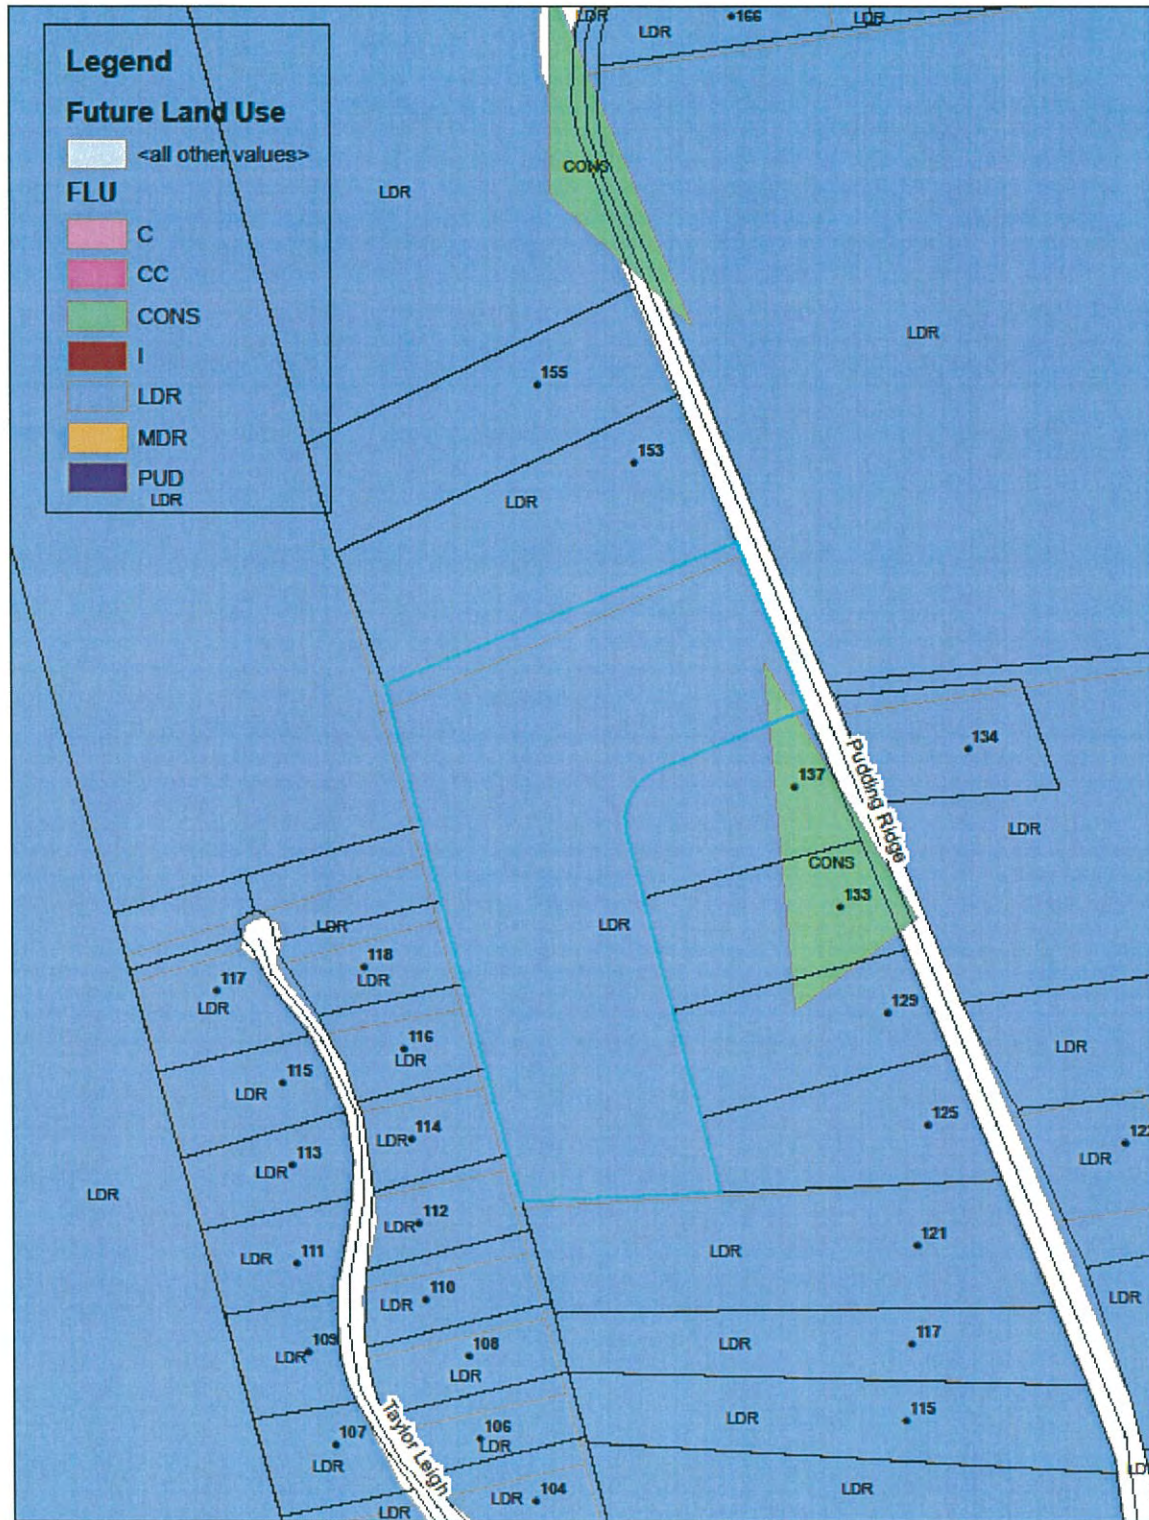 LDR
166
LDR
LDR
Legend
Future Land Use
<all other values>
FLU
C
CC
CONS
I
LDR
MDR
PUD
LDR
LDR
CONS
LDR
155
153
LDR
134
137
Pudding Ridge
LDR
CONS
133
LDR
LDR
118
LDR
117
LDR
129
LDR
116
LDR
115
LDR
125
122
LDR
114
LDR
113
LDR
LDR
112
LDR
121
LDR
111
LDR
110
LDR
LDR
109
LDR
108
LDR
117
LDR
115
LDR
107
LDR
Taylor Leigh
106
LDR
104
LDR
LDR
LDR
LD